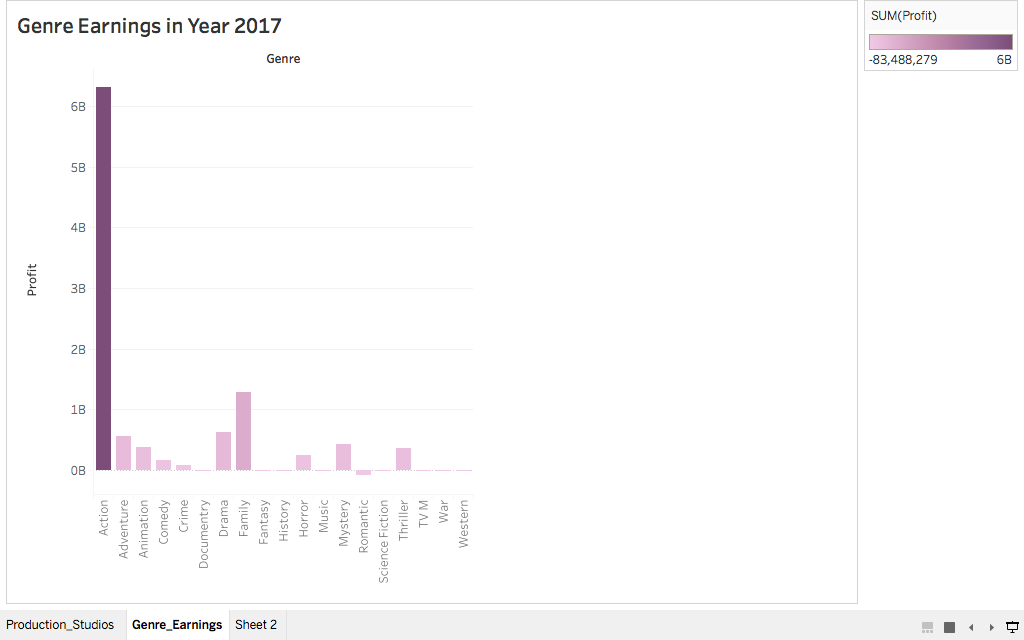 Genre Earnings in Year 2017
Genre
Profit
6B
5B
4B
3B
2B
1B
0B
Action
Adventure
Animation
Comedy
Crime
Documentry
Drama
Family
Fantasy
History
Horror
Music
Mystery
Romantic
Science Fiction
Thriller
TV M
War
Western
SUM(Profit)
-83,488,279 6B
Production_Studios Genre_Earnings Sheet 2